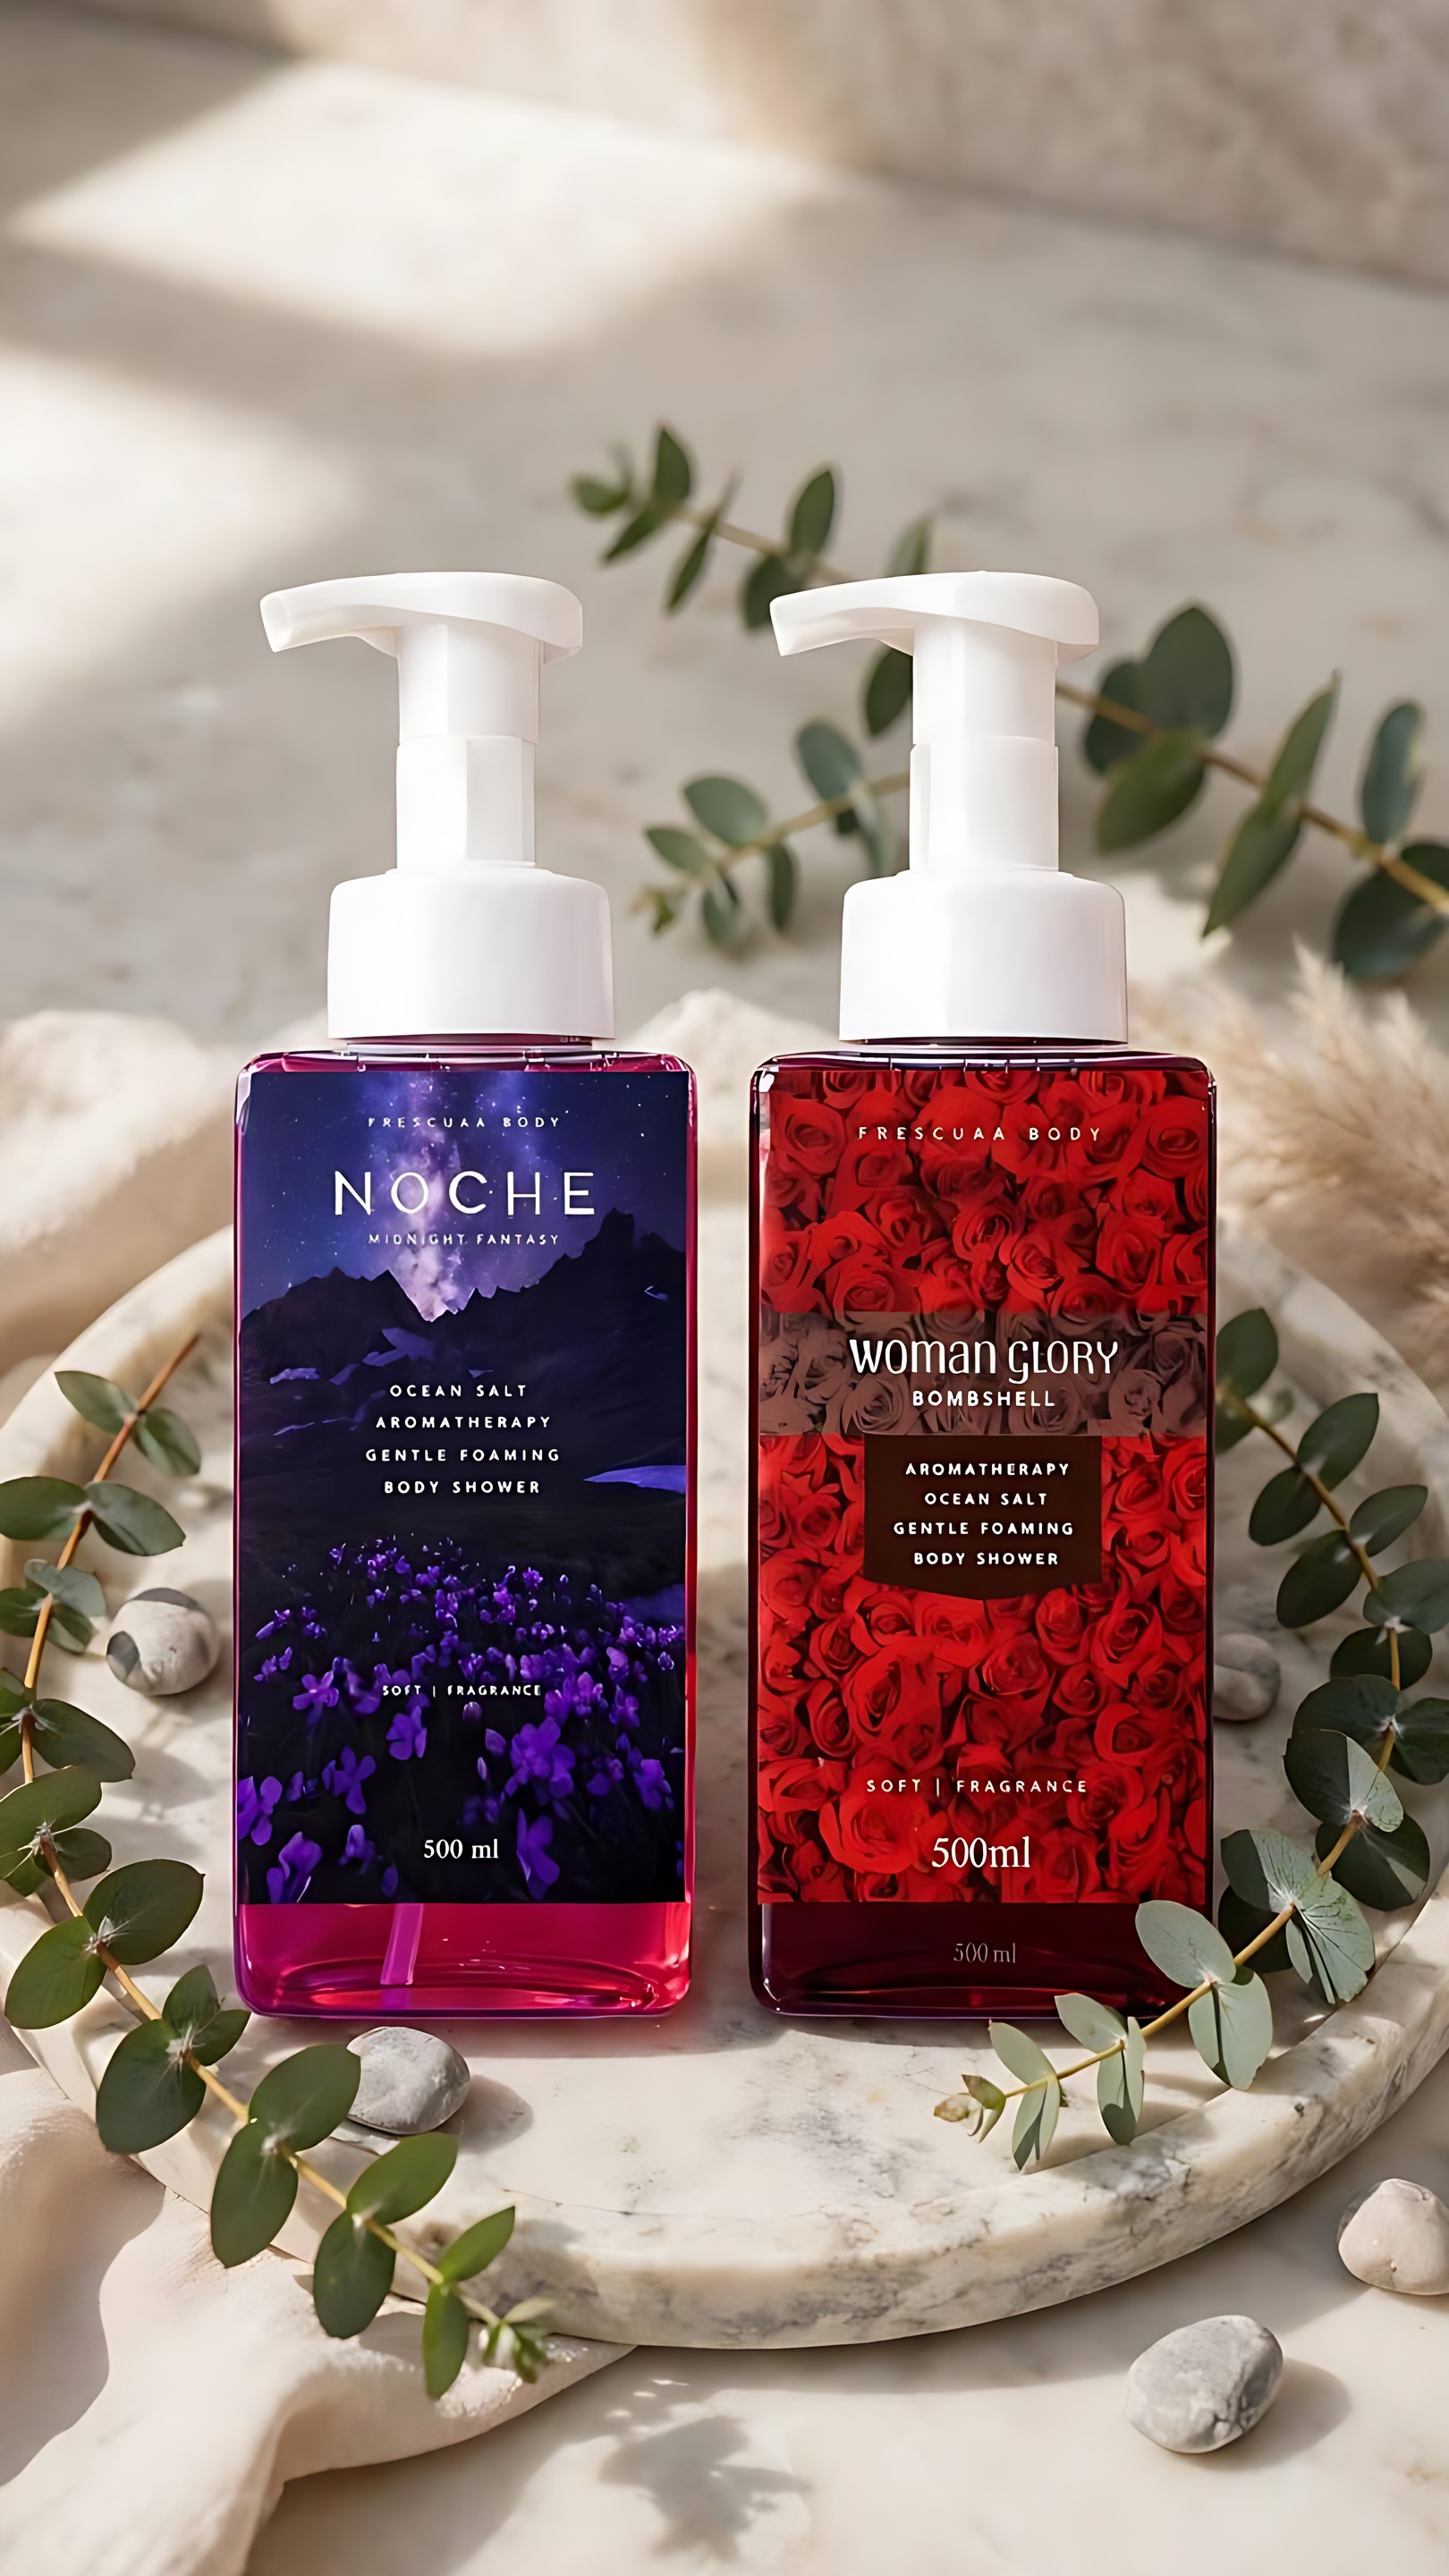 FRESCUAA BODY
NOCHE
MIDNIGHT FANTASY
OCEAN SALT
AROMATHERAPY
GENTLE FOAMING
BODY SHOWER
SOFT | FRAGRANCE
500 ml
FRESCUAA BODY
WOMAN GLORY
BOMBSHELL
AROMATHERAPY
OCEAN SALT
GENTLE FOAMING
BODY SHOWER
SOFT | FRAGRANCE
500ml
500 ml